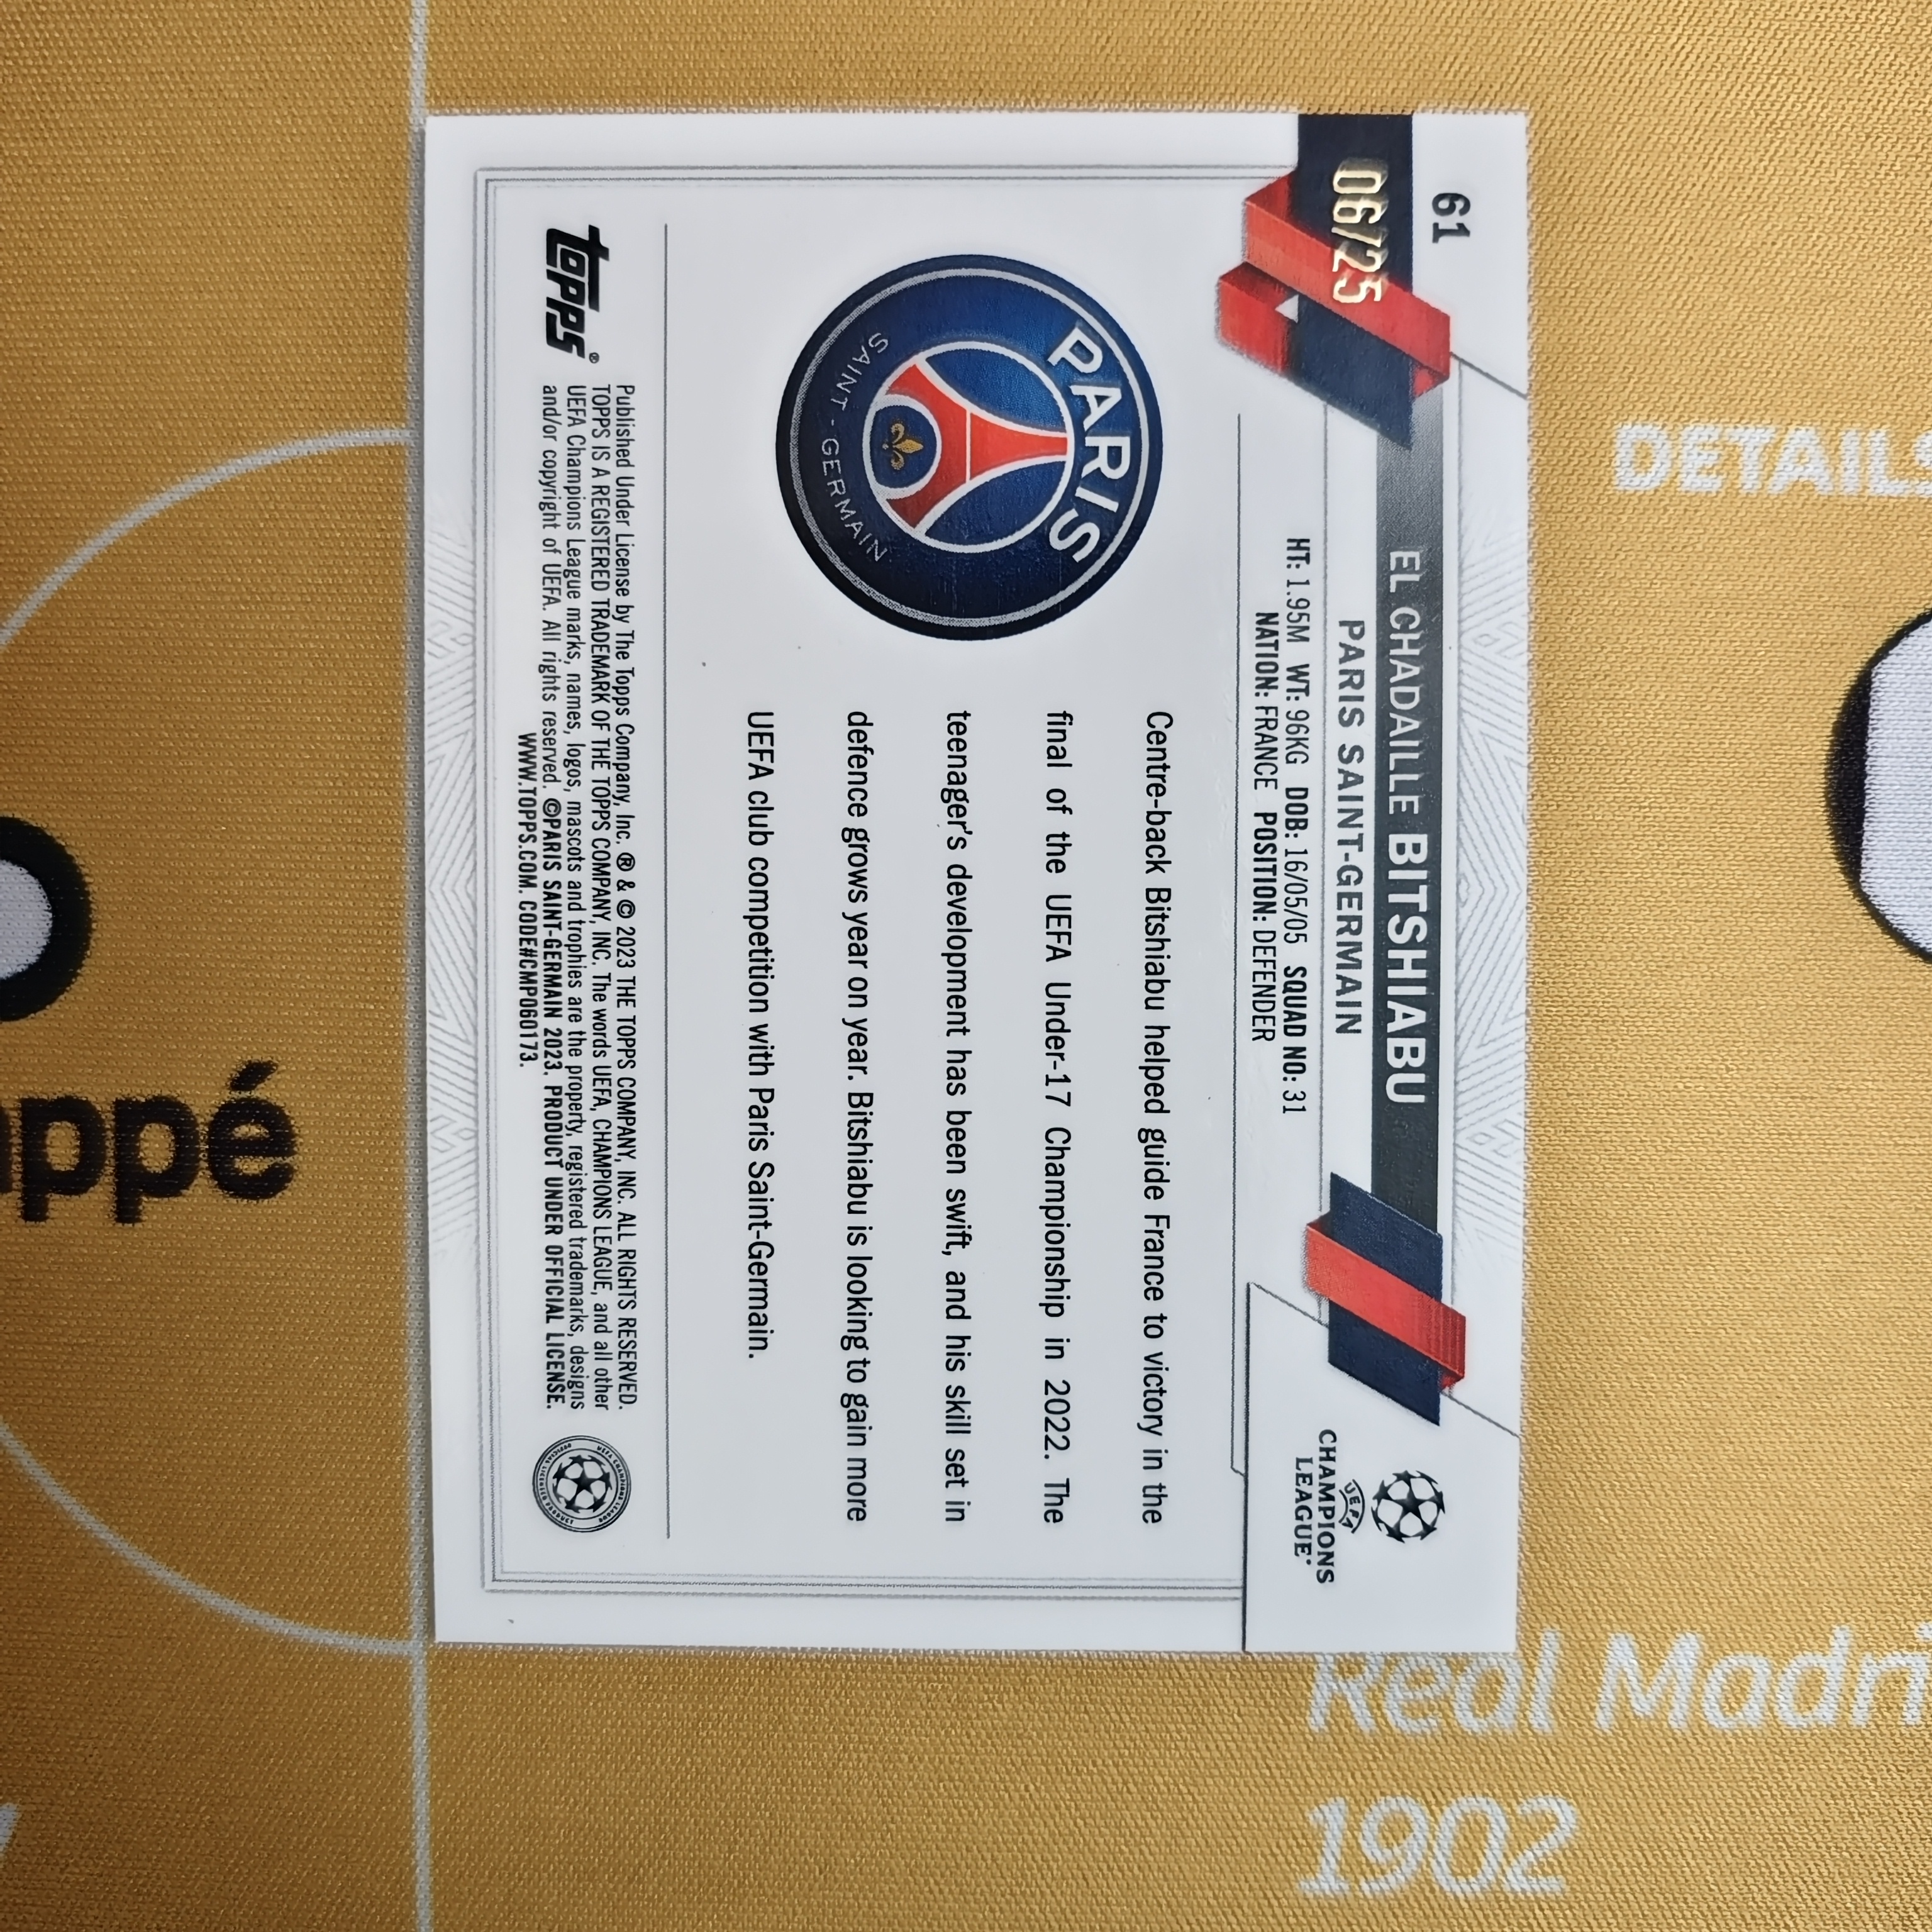 61
06/25
EL CHADAILLE BITSHIABU
PARIS SAINT-GERMAIN
HT: 1.95M WT: 96KG DOB: 16/05/05 SQUAD NO: 31
NATION: FRANCE POSITION: DEFENDER
UEFA
CHAMPIONS
LEAGUE
PARIS
SAINT-GERMAIN
Centre-back Bitshiabu helped guide France to victory in the
final of the UEFA Under-17 Championship in 2022. The
teenager's development has been swift, and his skill set in
defence grows year on year. Bitshiabu is looking to gain more
UEFA club competition with Paris Saint-Germain.
topps®
Published Under License by The Topps Company, Inc. ® & © 2023 THE TOPPS COMPANY, INC. ALL RIGHTS RESERVED.
TOPPS IS A REGISTERED TRADEMARK OF THE TOPPS COMPANY, INC. The words UEFA, CHAMPIONS LEAGUE, and all other
UEFA Champions League marks, names, logos, mascots and trophies are the property, registered trademarks, designs
and/or copyright of UEFA. All rights reserved. ©PARIS SAINT-GERMAIN 2023. PRODUCT UNDER OFFICIAL LICENSE.
WWW.TOPPS.COM. CODE#CMP060173.
DETAILS
appé
Real Madri
1902